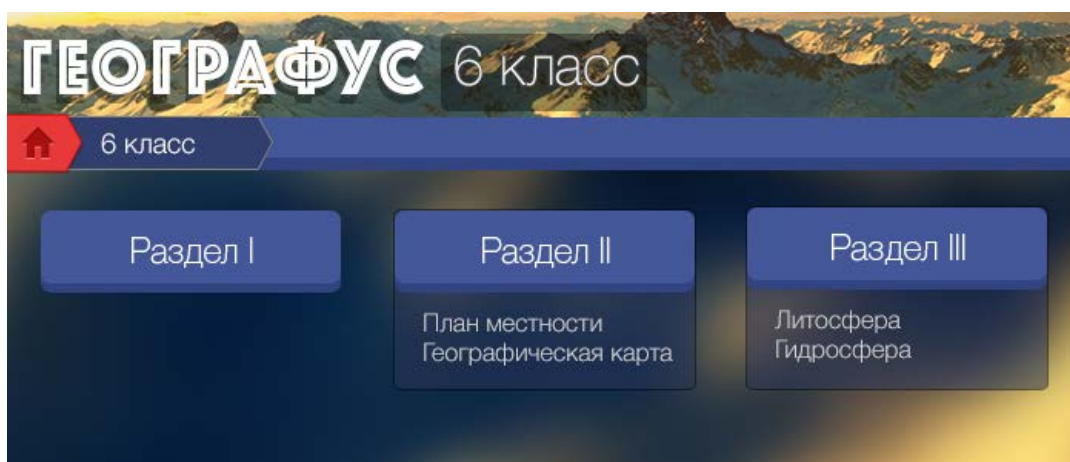 ГЕОГРАФУС 6 класс
6 класс
Раздел I
Раздел II
План местности
Географическая карта
Раздел III
Литосфера
Гидросфера